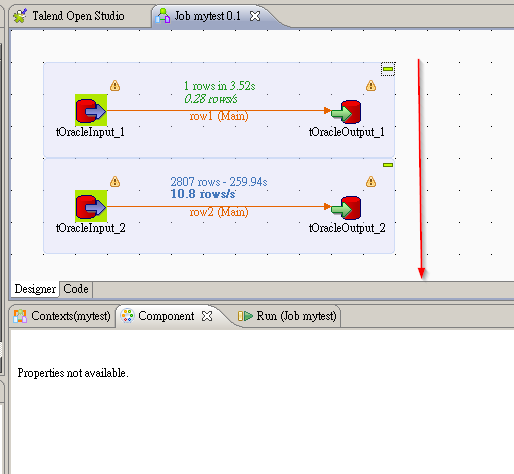 Talend Open Studio
Job mytest 0.1
1 rows in 3.52s
0.28 rows/s
row1 (Main)
tOracleInput_1
tOracleOutput_1
2807 rows - 259.94s
10.8 rows/s
row2 (Main)
tOracleInput_2
tOracleOutput_2
Designer
Code
Contexts(mytest)
Component
Run (Job mytest)
Properties not available.